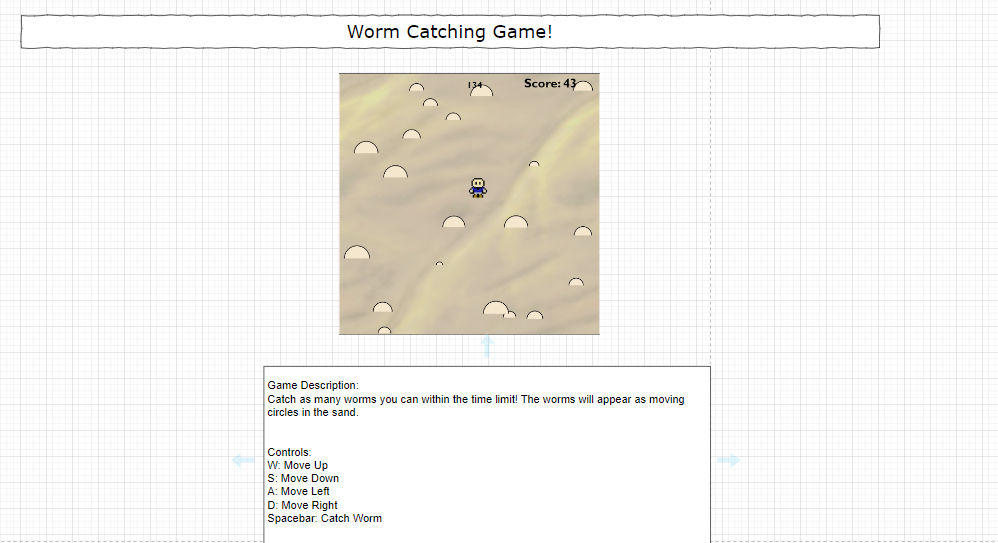 Worm Catching Game!
134
Score: 43
Game Description:
Catch as many worms you can within the time limit! The worms will appear as moving
circles in the sand.
Controls:
W: Move Up
S: Move Down
A: Move Left
D: Move Right
Spacebar: Catch Worm